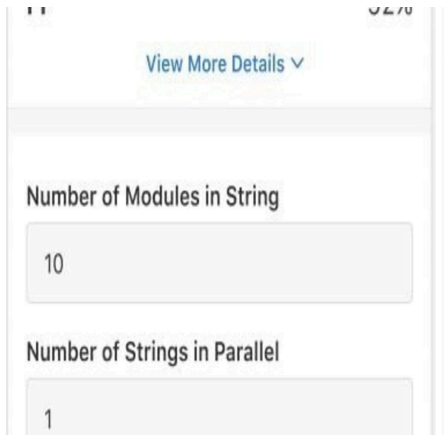 View More Details
Number of Modules in String
10
Number of Strings in Parallel
1